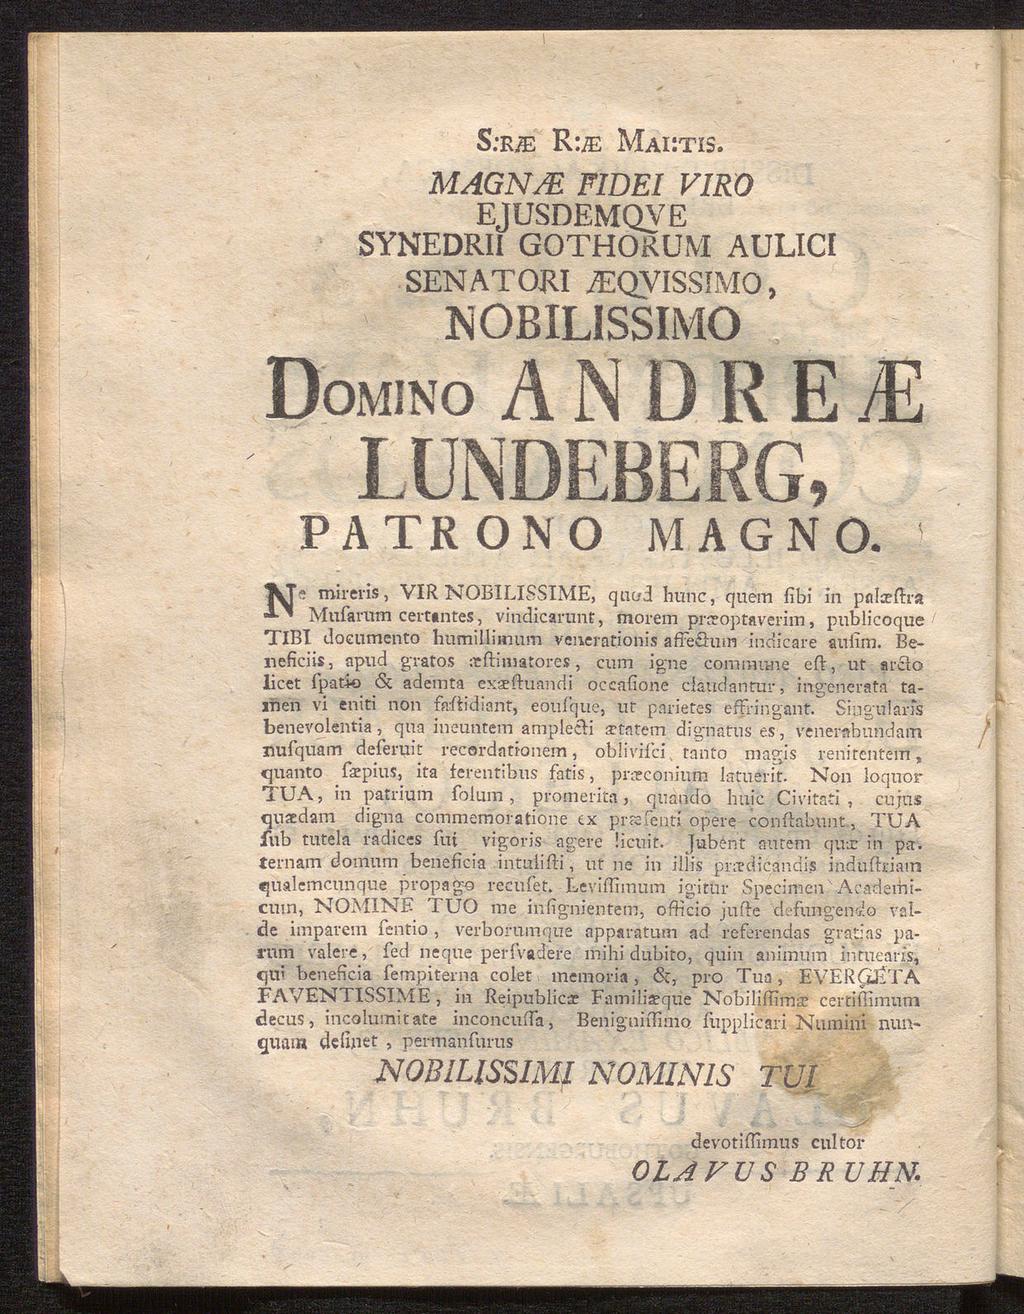 S:RÆ R:Æ MAI:TIS.
MAGNÆ FIDEI VIRO
EJUSDEMQVE
SYNEDRII GOTHORUM AULICI
SENATORI ÆQVISSIMO,
NOBILISSIMO
DOMINO ANDREÆ
LUNDEBERG,
PATRONO MAGNO.
Ne mireris, VIR NOBILISSIME, quod hunc, quem ſibi in palæſtra
Muſarum certantes, vindicarunt, morem præoptaverim, publicoque
TIBI documento humillimum venerationis affectum indicare auſim. Be-
neficiis, apud gratos æſtimatores, cum igne commune eſt, ut arcto
licet ſpatio & ademta exæſtuandi occaſione claudantur, ingenerata ta-
men vi eniti non faſtidiant, eouſque, ut parietes effringant. Singularis
benevolentia, qua ineuntem amplecti ætatem dignatus es, venerabundam
nuſquam deſeruit recordationem, obliviſci tanto magis renitentem,
quanto ſæpius, ita ferentibus fatis, præconium latuerit. Non loquor
TUA, in patrium ſolum, promerita, quando huic Civitati, cujus
quædam digna commemoratione ex præſenti opere conſtabunt, TUA
ſub tutela radices ſui vigoris agere licuit. Jubent autem quæ in pa-
ternam domum beneficia intuliſti, ut ne in illis prædicandis induſtriam
qualemcunque propago recuſet. Leviſſimum igitur Specimen Academi-
cum, NOMINE TUO me inſignientem, officio juſte defungendo val-
de imparem ſentio, verborumque apparatum ad referendas gratias pa-
rum valere, ſed neque perſvadere mihi dubito, quin animum intuearis,
qui beneficia ſempiterna colet memoria, &, pro Tua, EVERGETA
FAVENTISSIME, in Reipublicæ Familiæque Nobiliſſimæ certiſſimum
decus, incolumitate inconcuſſa, Benigniſſimo ſupplicari Numini nun-
quam deſinet, permanſurus
NOBILISSIMI NOMINIS TUI
devotiſſimus cultor
OLAVUS BRUHN.